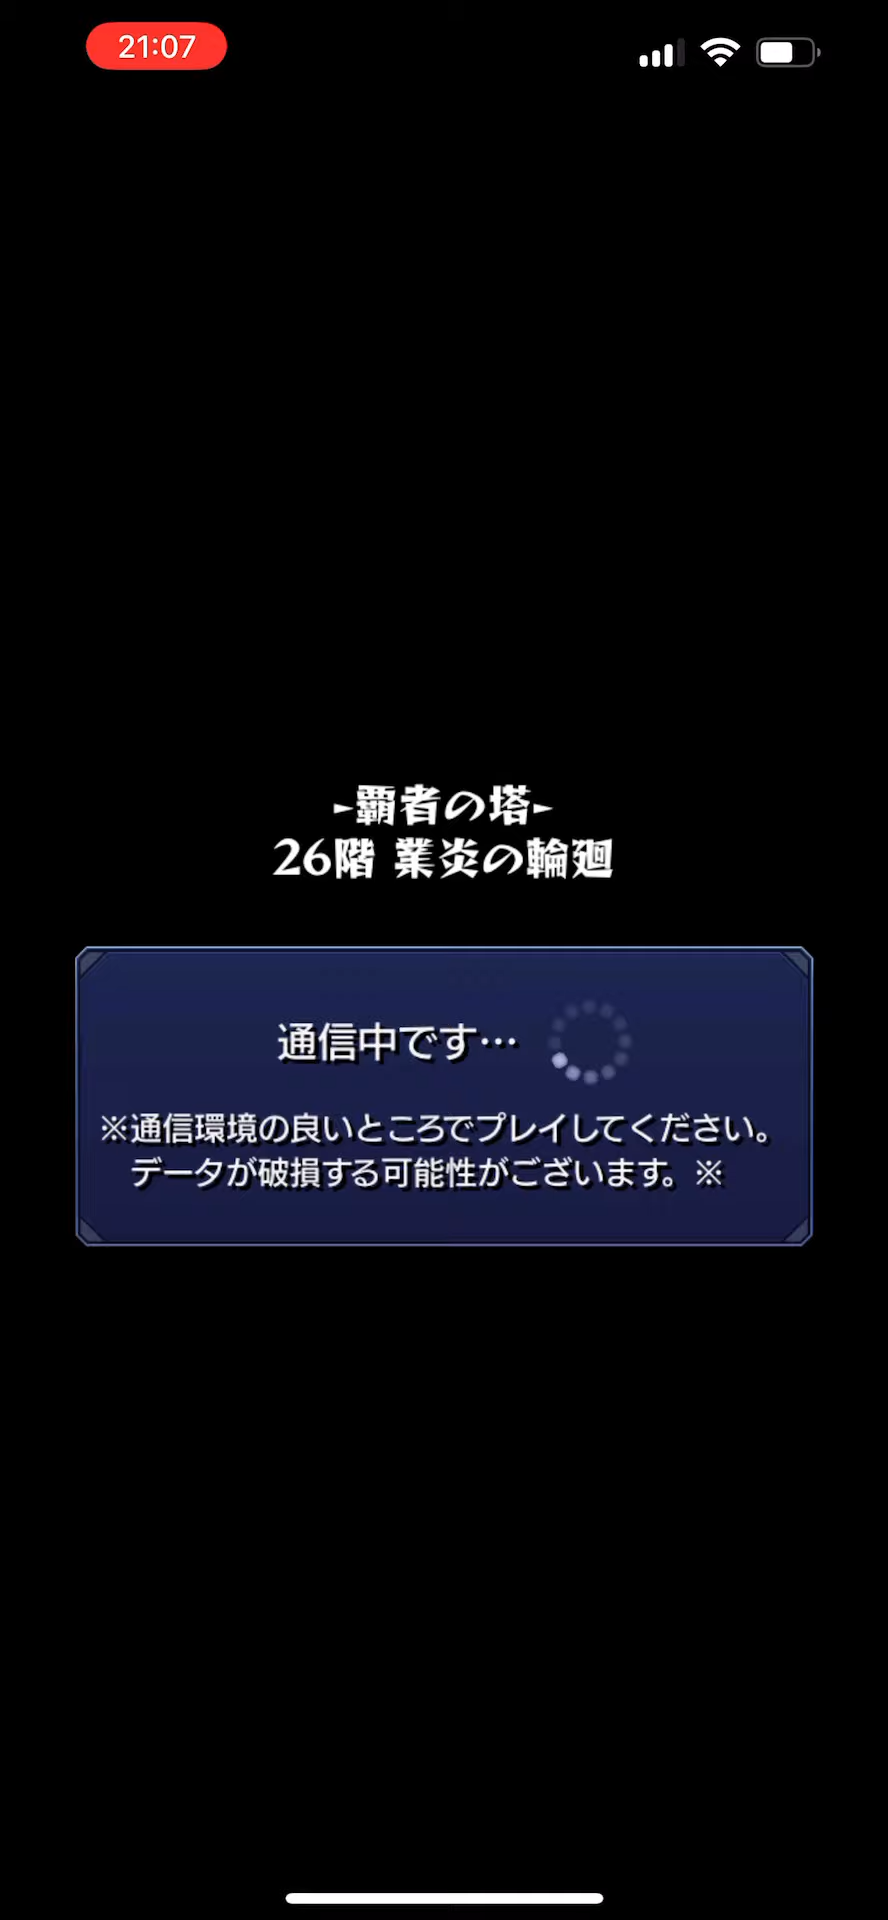 21:07
-覇者の塔-
26階 業炎の輪廻
通信中です…
※通信環境の良いところでプレイしてください。
データが破損する可能性がございます。※